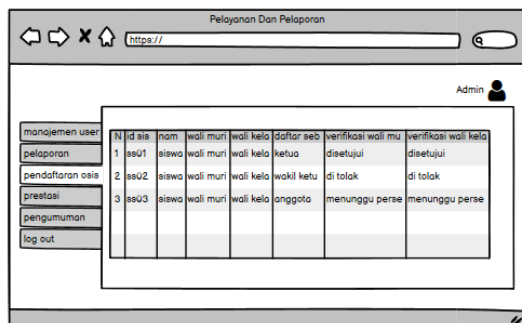 Pelayanan Dan Pelaporan
https://
Admin
manajemen user
pelaporan
pendaftaran osis
prestasi
pengumuman
log out
N id sis nam wali muri wali kela daftar seb verifikasi wali mu verifikasi wali kela
1 ss01 siswa wali muri wali kela ketua disetujui disetujui
2 ss02 siswa wali muri wali kela wakil ketu di tolak di tolak
3 ss03 siswa wali muri wali kela anggota menunggu perse menunggu perse